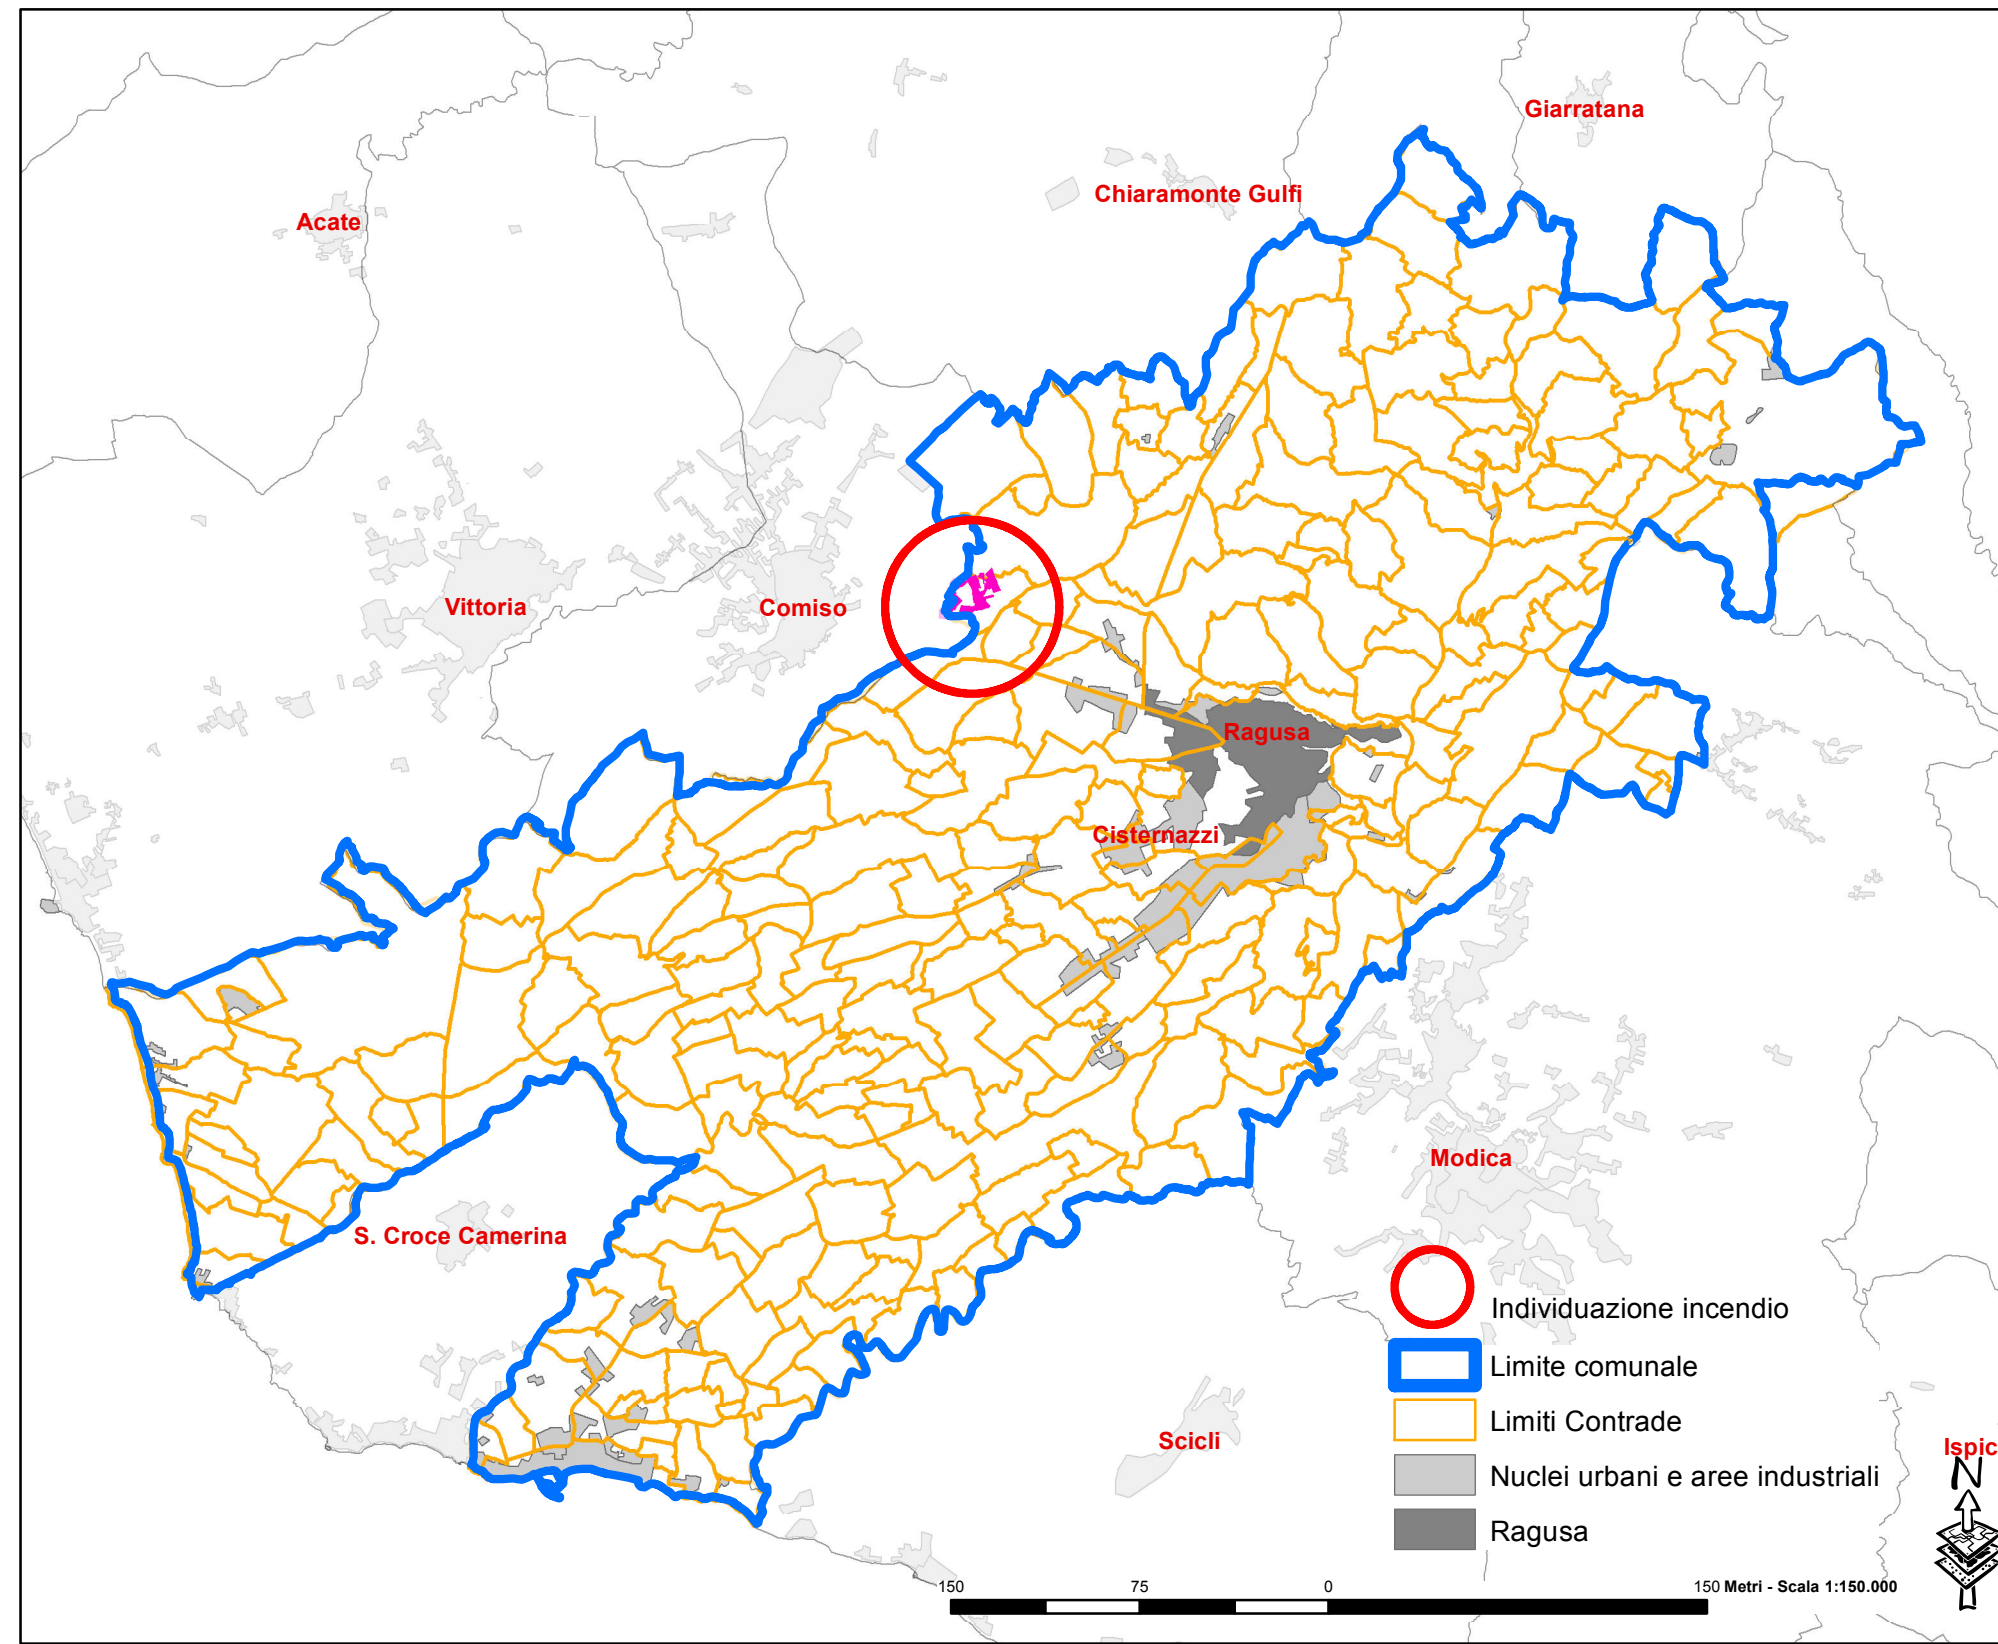 Giarratana
Chiaramonte Gulfi
Acate
Vittoria
Comiso
Ragusa
Cisternazzi
Modica
S. Croce Camerina
Individuazione incendio
Limite comunale
Limiti Contrade
Scicli
Ispic
Nuclei urbani e aree industriali
N
Ragusa
150 75 0 150 Metri - Scala 1:150.000